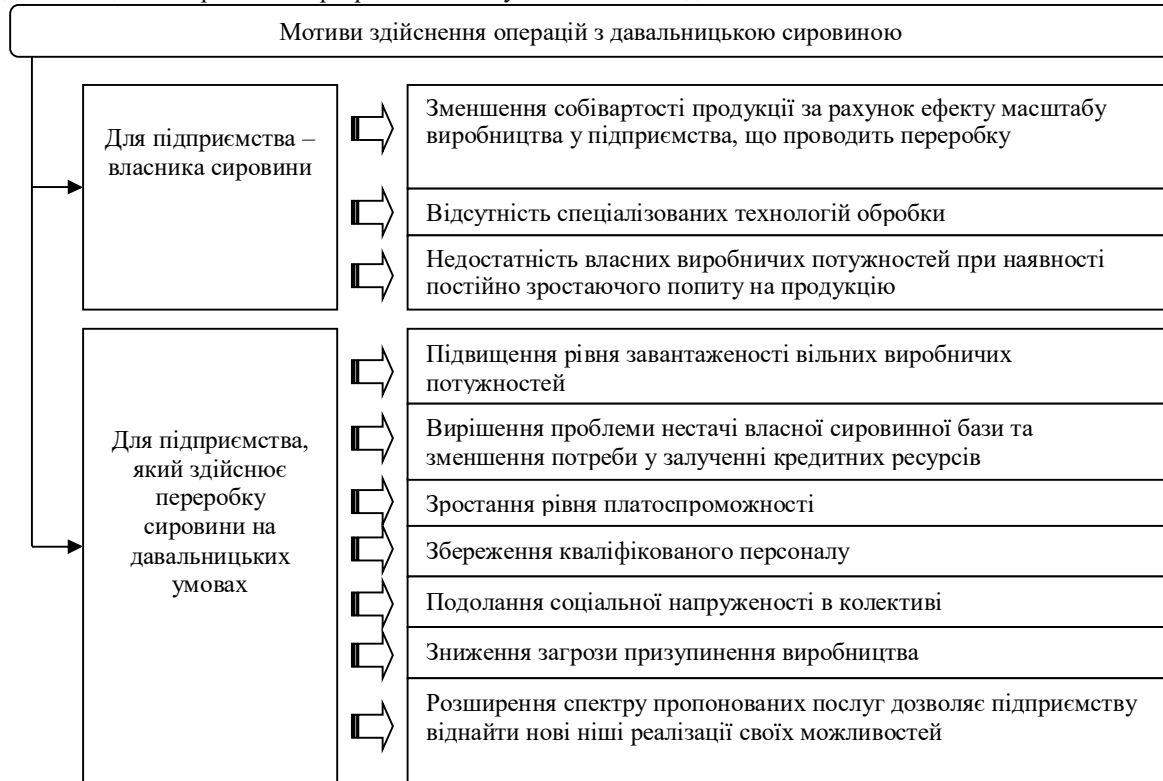 Мотиви здійснення операцій з давальницькою сировиною
Для підприємства –
власника сировини
Зменшення собівартості продукції за рахунок ефекту масштабу
виробництва у підприємства, що проводить переробку
Відсутність спеціалізованих технологій обробки
Недостатність власних виробничих потужностей при наявності
постійно зростаючого попиту на продукцію
Для підприємства,
який здійснює
переробку
сировини на
давальницьких
умовах
Підвищення рівня завантаженості вільних виробничих
потужностей
Вирішення проблеми нестачі власної сировинної бази та
зменшення потреби у залученні кредитних ресурсів
Зростання рівня платоспроможності
Збереження кваліфікованого персоналу
Подолання соціальної напруженості в колективі
Зниження загрози призупинення виробництва
Розширення спектру пропонованих послуг дозволяє підприємству
віднайти нові ніші реалізації своїх можливостей